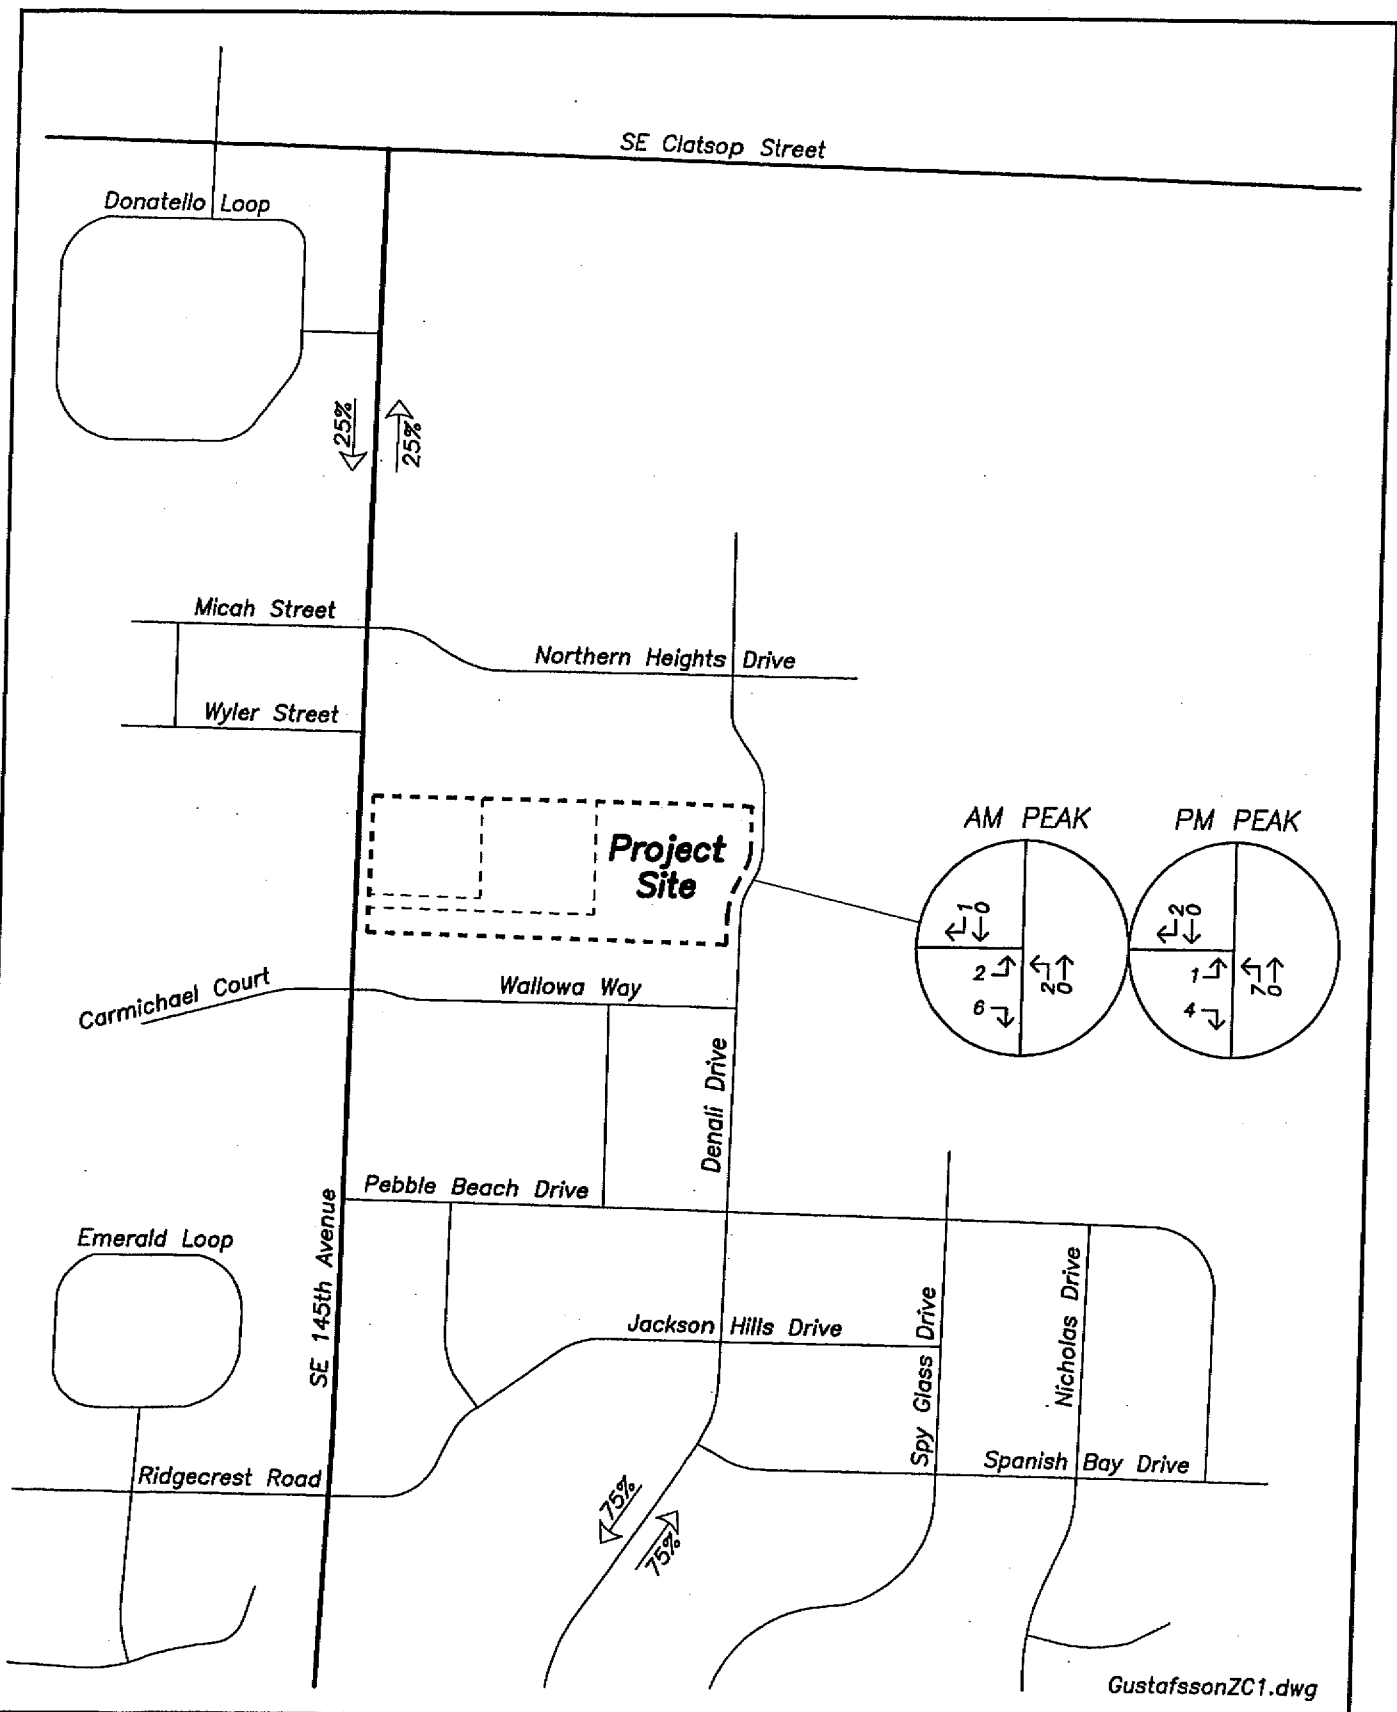 SE Clatsop Street
Donatello Loop
25%
25%
Micah Street
Northern Heights Drive
Wyler Street
Project
Site
AM PEAK
PM PEAK
1
0
2
6
2
0
2
0
1
4
7
0
Carmichael Court
Wallowa Way
Denali Drive
Pebble Beach Drive
SE 145th Avenue
Emerald Loop
Jackson Hills Drive
Spy Glass Drive
Nicholas Drive
Ridgecrest Road
Spanish Bay Drive
75%
75%
GustafssonZC1.dwg